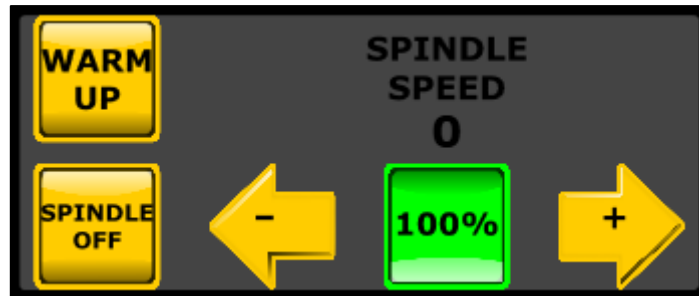 WARM
UP
SPINDLE
SPEED
0
SPINDLE
OFF
-
100%
+